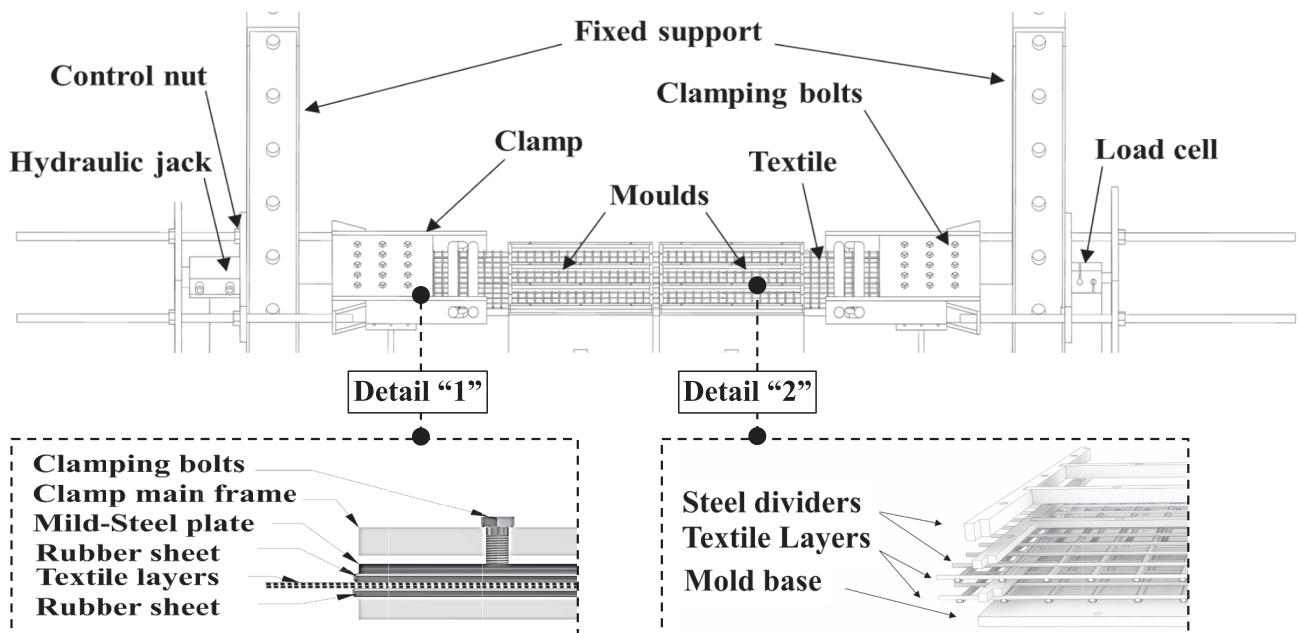 Fixed support
Control nut
Clamping bolts
Clamp
Hydraulic jack
Textile
Load cell
Moulds
Detail “1”
Detail “2”
Clamping bolts
Clamp main frame
Mild-Steel plate
Rubber sheet
Textile layers
Rubber sheet
Steel dividers
Textile Layers
Mold base